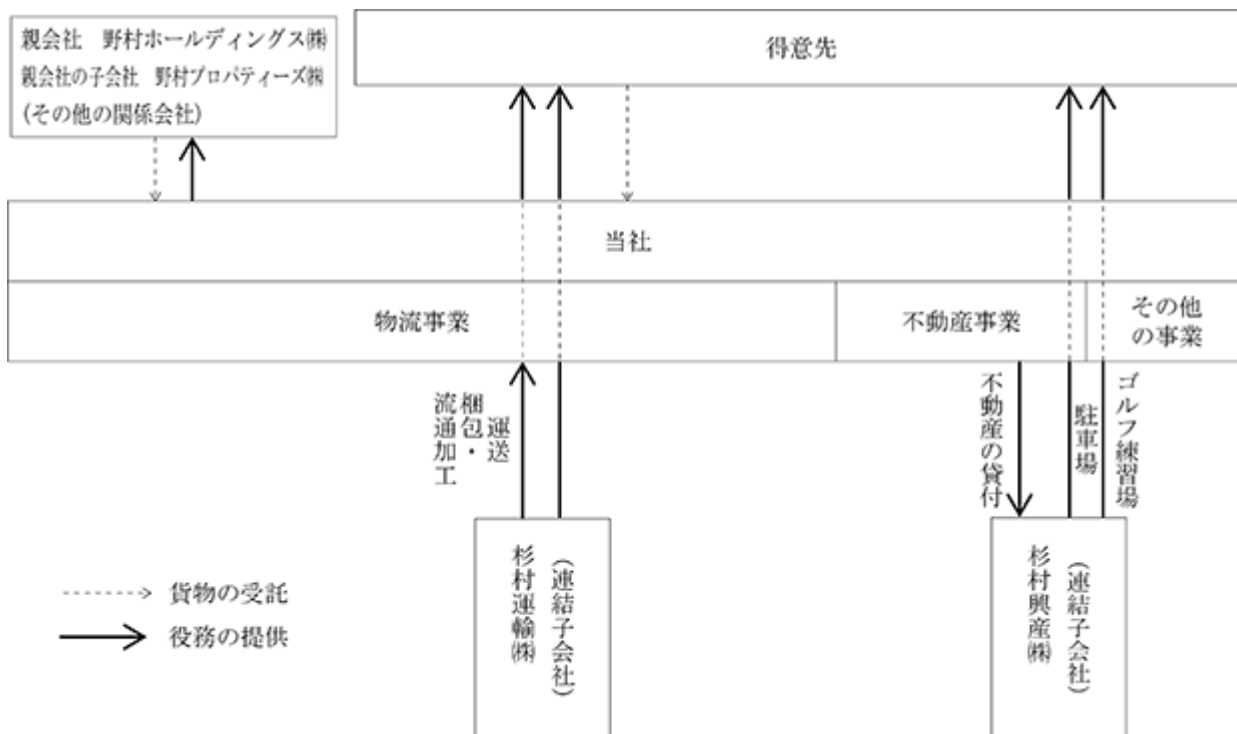 親会社 野村ホールディングス㈱
親会社の子会社 野村プロパティーズ㈱
(その他の関係会社)
得意先
当社
物流事業
不動産事業
その他
の事業
運送
梱包・
流通加工
不動産の貸付
駐車場
ゴルフ練習場
杉村運輸㈱
(連結子会社)
杉村興産㈱
(連結子会社)
貨物の受託
役務の提供